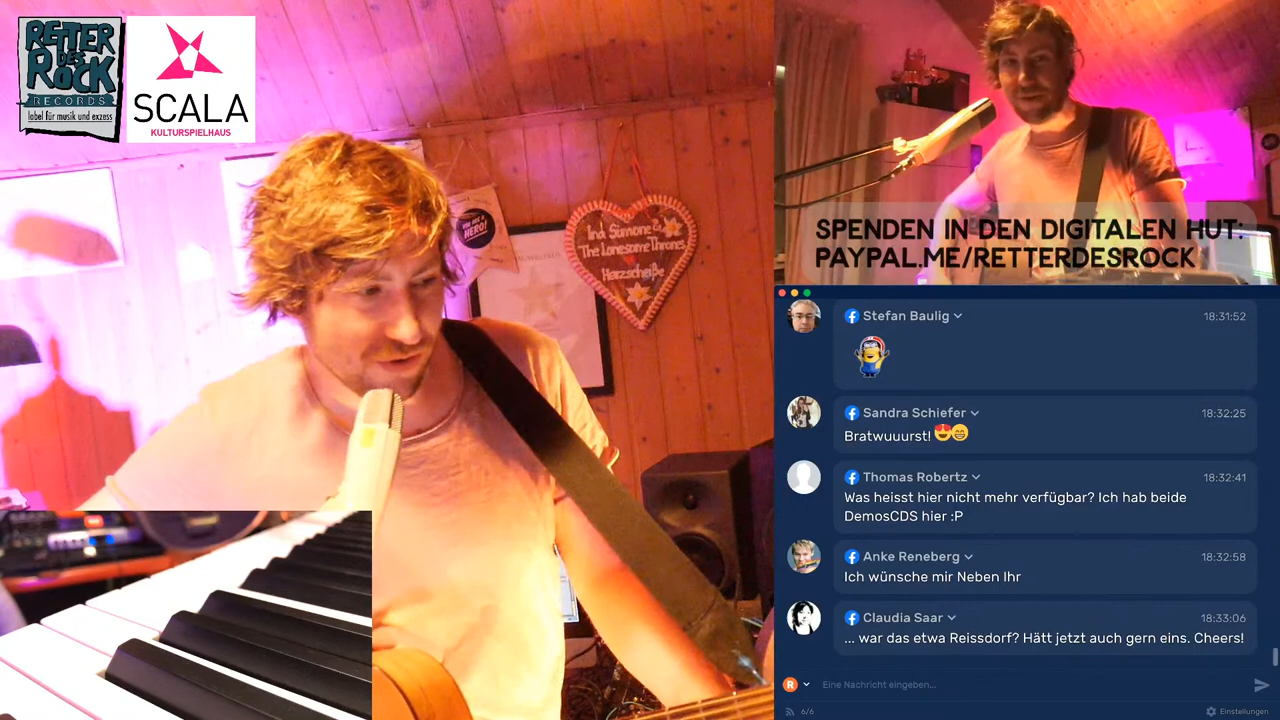 RETTER
DES
ROCK
RECORDS
label für musik und exzess
SCALA
KULTURSPIELHAUS
HERO!
Ina Simone &
The Lonesome Thrones
Herzscheiße
SPENDEN IN DEN DIGITALEN HUT:
PAYPAL.ME/RETTERDESROCK
Stefan Baulig 18:31:52
Sandra Schiefer 18:32:25
Bratwuuurst! 😍😁
Thomas Robertz 18:32:41
Was heisst hier nicht mehr verfügbar? Ich hab beide
DemosCDS hier :P
Anke Reneberg 18:32:58
Ich wünsche mir Neben Ihr
Claudia Saar 18:33:06
... war das etwa Reissdorf? Hätt jetzt auch gern eins. Cheers!
R
Eine Nachricht eingeben...
6/6
Einstellungen